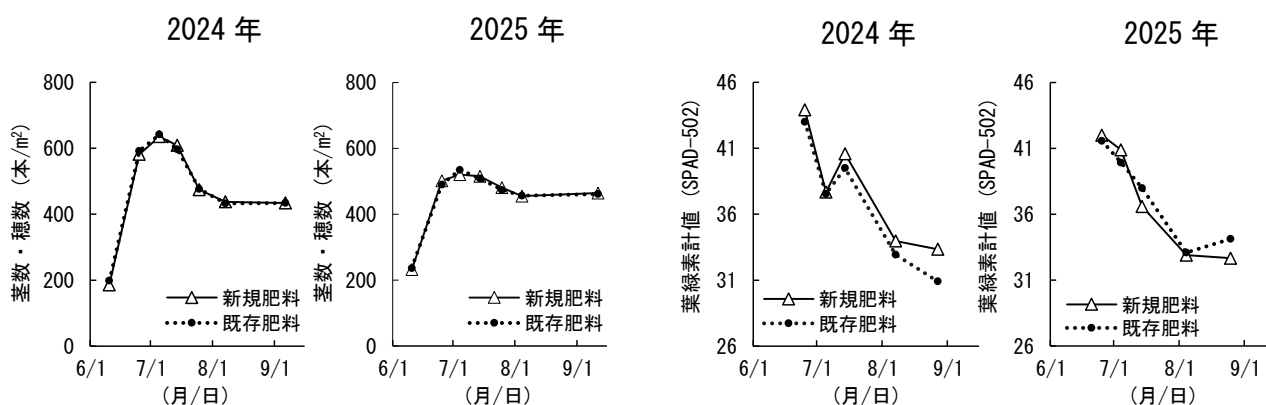 2024 年
茎数・穂数 (本/m²)
800
600
400
200
0
新規肥料
既存肥料
6/1 7/1 8/1 9/1
(月/日)
2025 年
茎数・穂数 (本/m²)
800
600
400
200
0
新規肥料
既存肥料
6/1 7/1 8/1 9/1
(月/日)
2024 年
葉緑素計値 (SPAD-502)
46
41
36
31
26
新規肥料
既存肥料
6/1 7/1 8/1 9/1
(月/日)
2025 年
葉緑素計値 (SPAD-502)
46
41
36
31
26
新規肥料
既存肥料
6/1 7/1 8/1 9/1
(月/日)